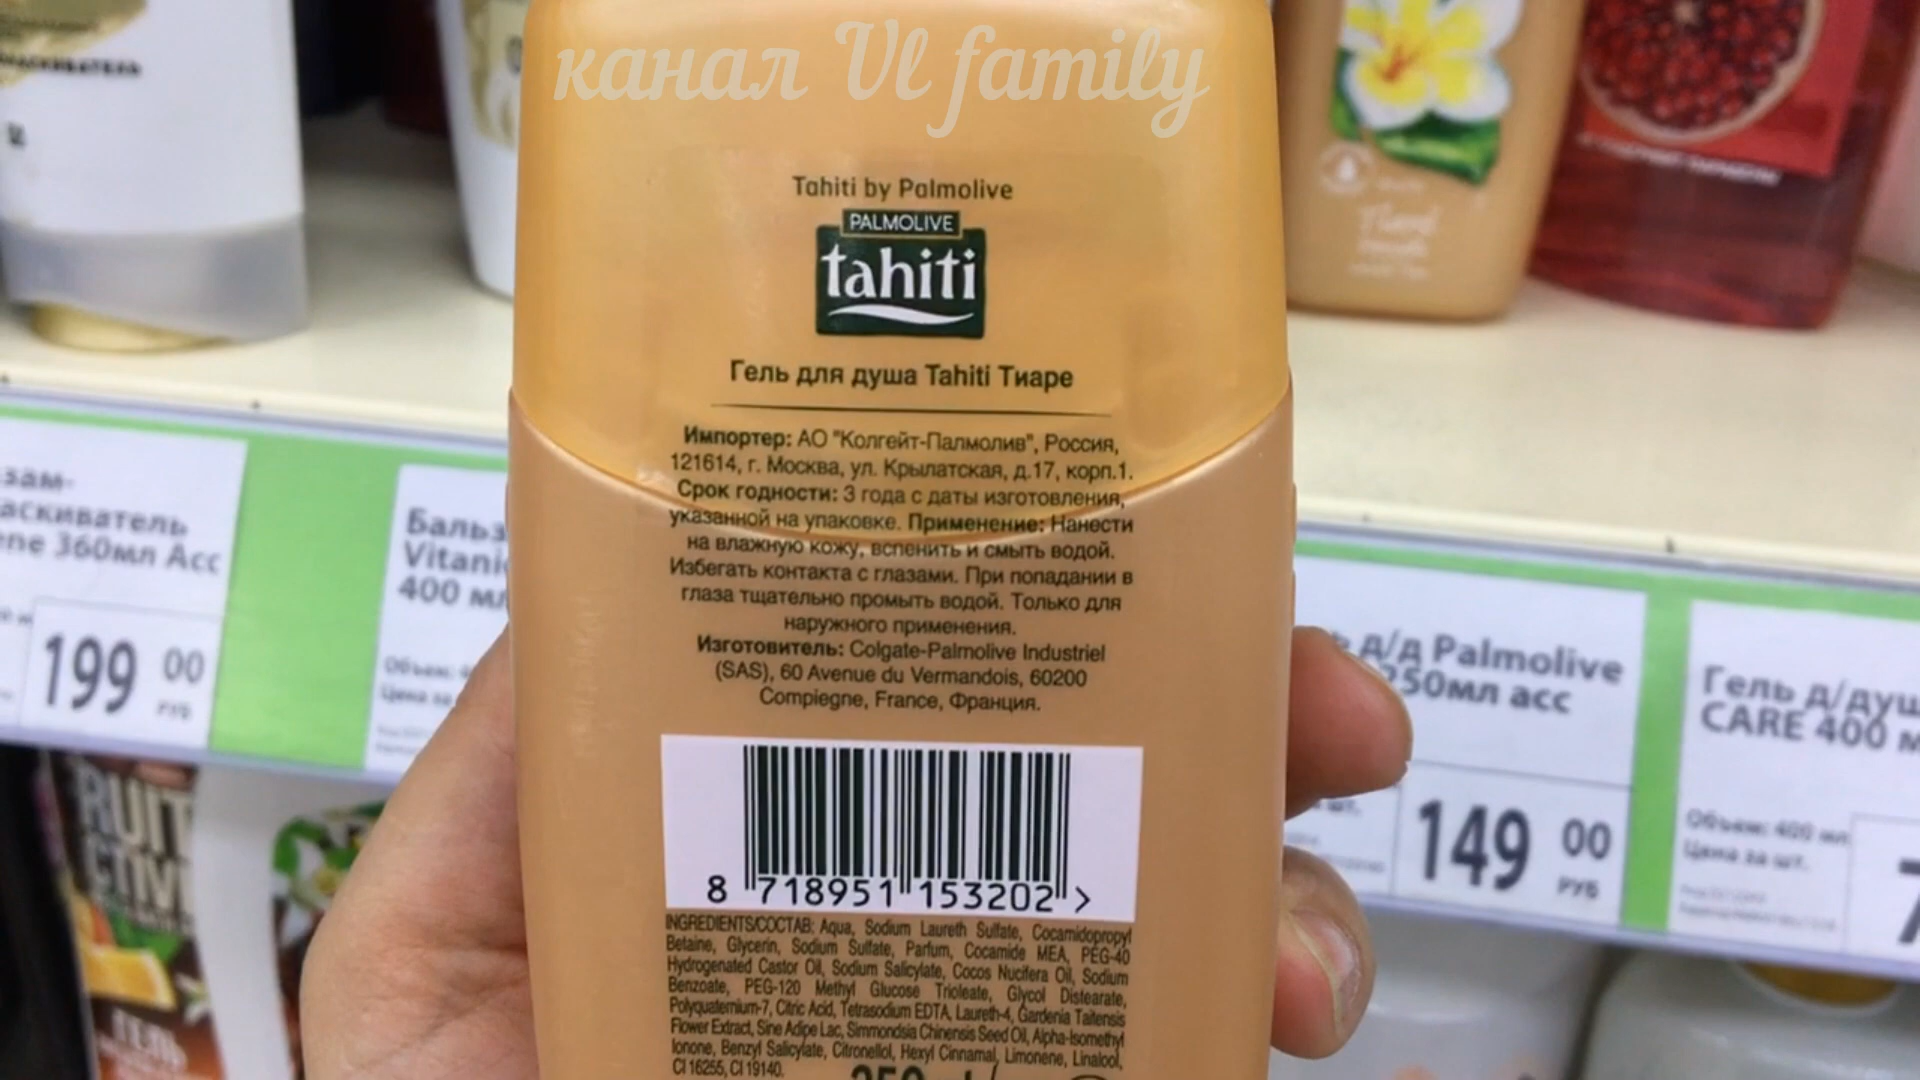 канал Vl family
Tahiti by Palmolive
PALMOLIVE
tahiti
Гель для душа Tahiti Тиаре
Импортер: АО "Колгейт-Палмолив", Россия,
121614, г. Москва, ул. Крылатская, д.17, корп.1.
Срок годности: 3 года с даты изготовления,
указанной на упаковке. Применение: Нанести
на влажную кожу, вспенить и смыть водой.
Избегать контакта с глазами. При попадании в
глаза тщательно промыть водой. Только для
наружного применения.
Изготовитель: Colgate-Palmolive Industriel
(SAS), 60 Avenue du Vermandois, 60200
Compiegne, France, Франция.
8 718951 153202 >
INGREDIENTS/СОСТАВ: Aqua, Sodium Laureth Sulfate, Cocamidopropyl
Betaine, Glycerin, Sodium Sulfate, Parfum, Cocamide MEA, PEG-40
Hydrogenated Castor Oil, Sodium Salicylate, Cocos Nucifera Oil, Sodium
Benzoate, PEG-120 Methyl Glucose Trioleate, Glycol Distearate,
Polyquaternium-7, Citric Acid, Tetrasodium EDTA, Laureth-4, Gardenia Taitensis
Flower Extract, Sine Adipe Lac, Simmondsia Chinensis Seed Oil, Alpha-Isomethyl
Ionone, Benzyl Salicylate, Citronellol, Hexyl Cinnamal, Limonene, Linalool,
CI 16255, CI 19140.
360мл Асс
199 00
РУБ
400
д/д Palmolive
250мл асс
149 00
РУБ
Гель д/душ
CARE 400
Объем: 400 мл
Цена за шт.
ГЕЛЬ